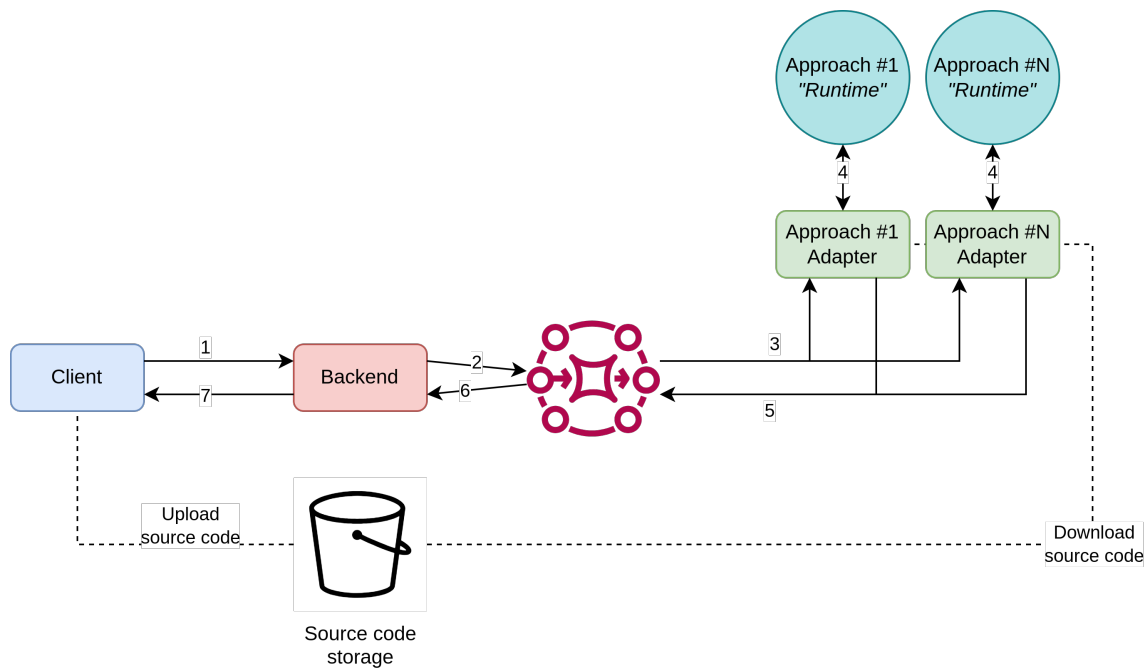 Approach #1
"Runtime"
Approach #N
"Runtime"
4
4
Approach #1
Adapter
Approach #N
Adapter
1
2
3
Client
Backend
7
6
5
Upload
source code
Download
source code
Source code
storage